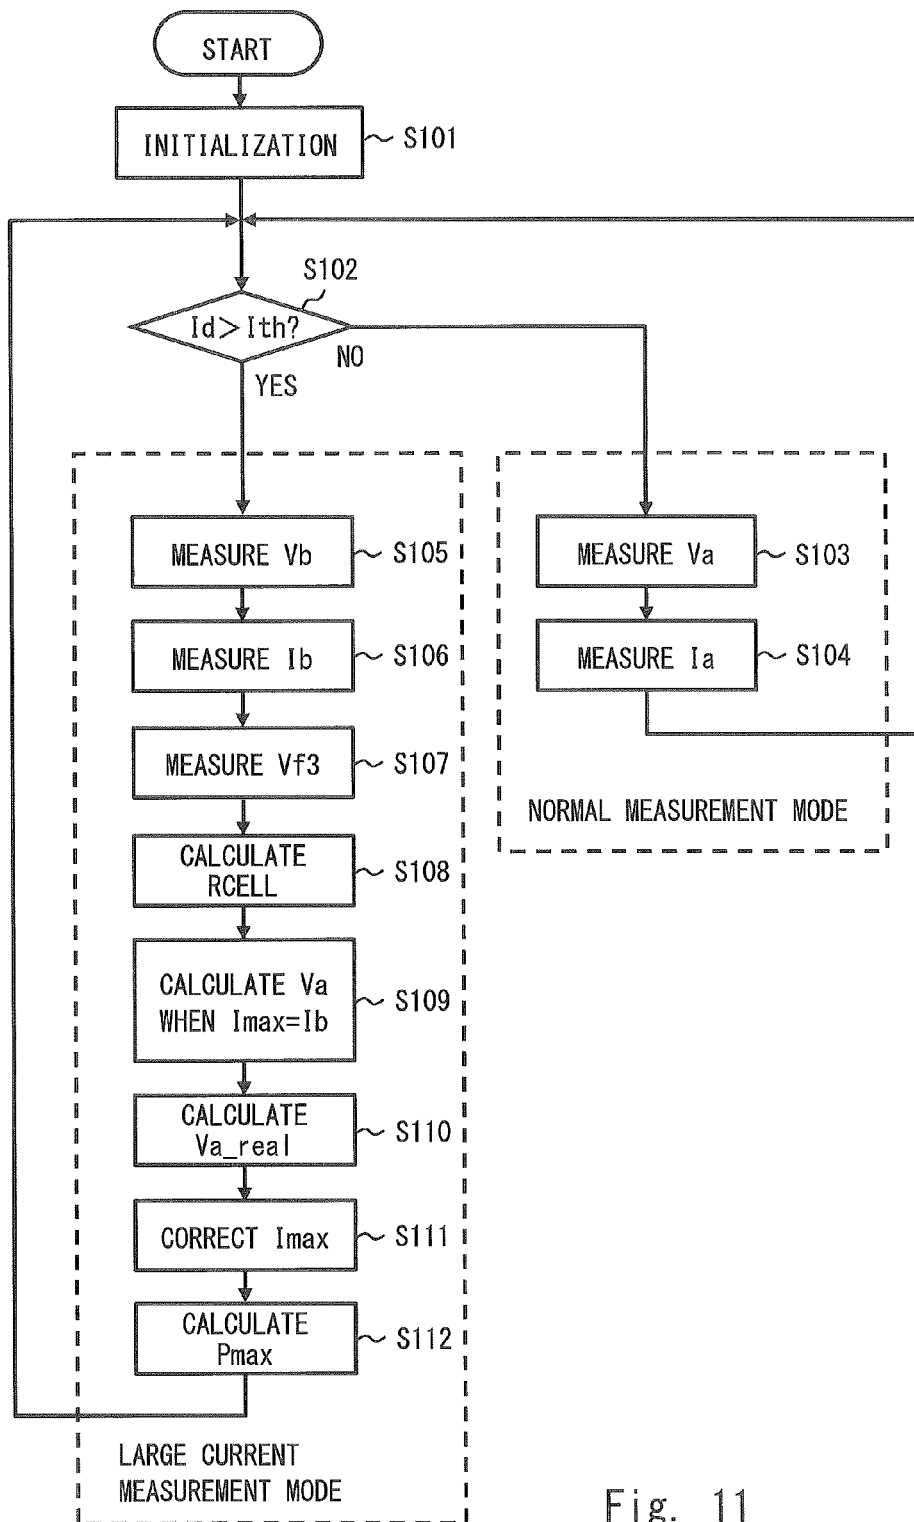 START
INITIALIZATION
S101
S102
Id>Ith?
NO
YES
MEASURE Vb
S105
MEASURE Ib
S106
MEASURE Vf3
S107
CALCULATE
RCELL
S108
CALCULATE Va
WHEN Imax=Ib
S109
CALCULATE
Va_real
S110
CORRECT Imax
S111
CALCULATE
Pmax
S112
LARGE CURRENT
MEASUREMENT MODE
MEASURE Va
S103
MEASURE Ia
S104
NORMAL MEASUREMENT MODE
Fig. 11